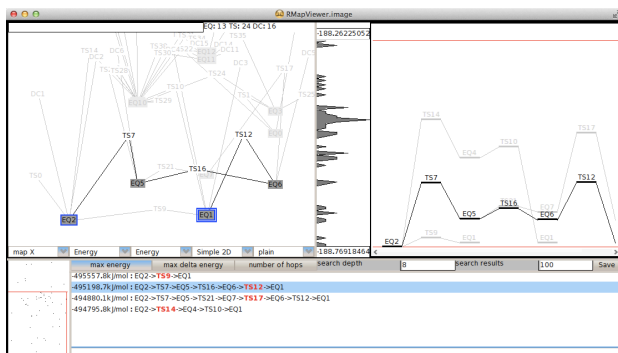 RMapViewer.image
EQ: 13 TS: 24 DC: 16
-188.26225052
TS35
TS14
DC6
DC2
DC11
TS24
DC3
TS17
DC1
TS10
TS29
EQ10
TS7
TS12
TS21
TS16
TS0
EQ5
EQ6
TS9
EQ2
EQ1
TS14
TS17
EQ4
TS10
TS7
TS12
TS16
EQ7
EQ5
EQ6
EQ2
TS9
EQ1
map X
Energy
Energy
Simple 2D
plain
-188.76918464
<
>
max energy
max delta energy
number of hops
search depth
8
search results
100
Save
-495557.8kJ/mol : EQ2->TS9->EQ1
-495198.7kJ/mol : EQ2->TS7->EQ5->TS16->EQ6->TS12->EQ1
-494880.1kJ/mol : EQ2->TS7->EQ5->TS21->EQ7->TS17->EQ6->TS12->EQ1
-494795.8kJ/mol : EQ2->TS14->EQ4->TS10->EQ1